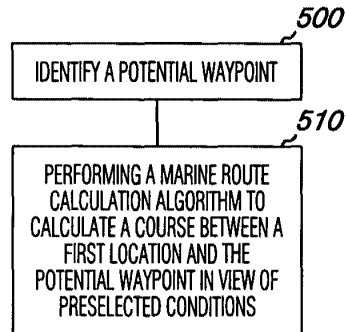 500
IDENTIFY A POTENTIAL WAYPOINT
510
PERFORMING A MARINE ROUTE
CALCULATION ALGORITHM TO
CALCULATE A COURSE BETWEEN A
FIRST LOCATION AND THE
POTENTIAL WAYPOINT IN VIEW OF
PRESELECTED CONDITIONS